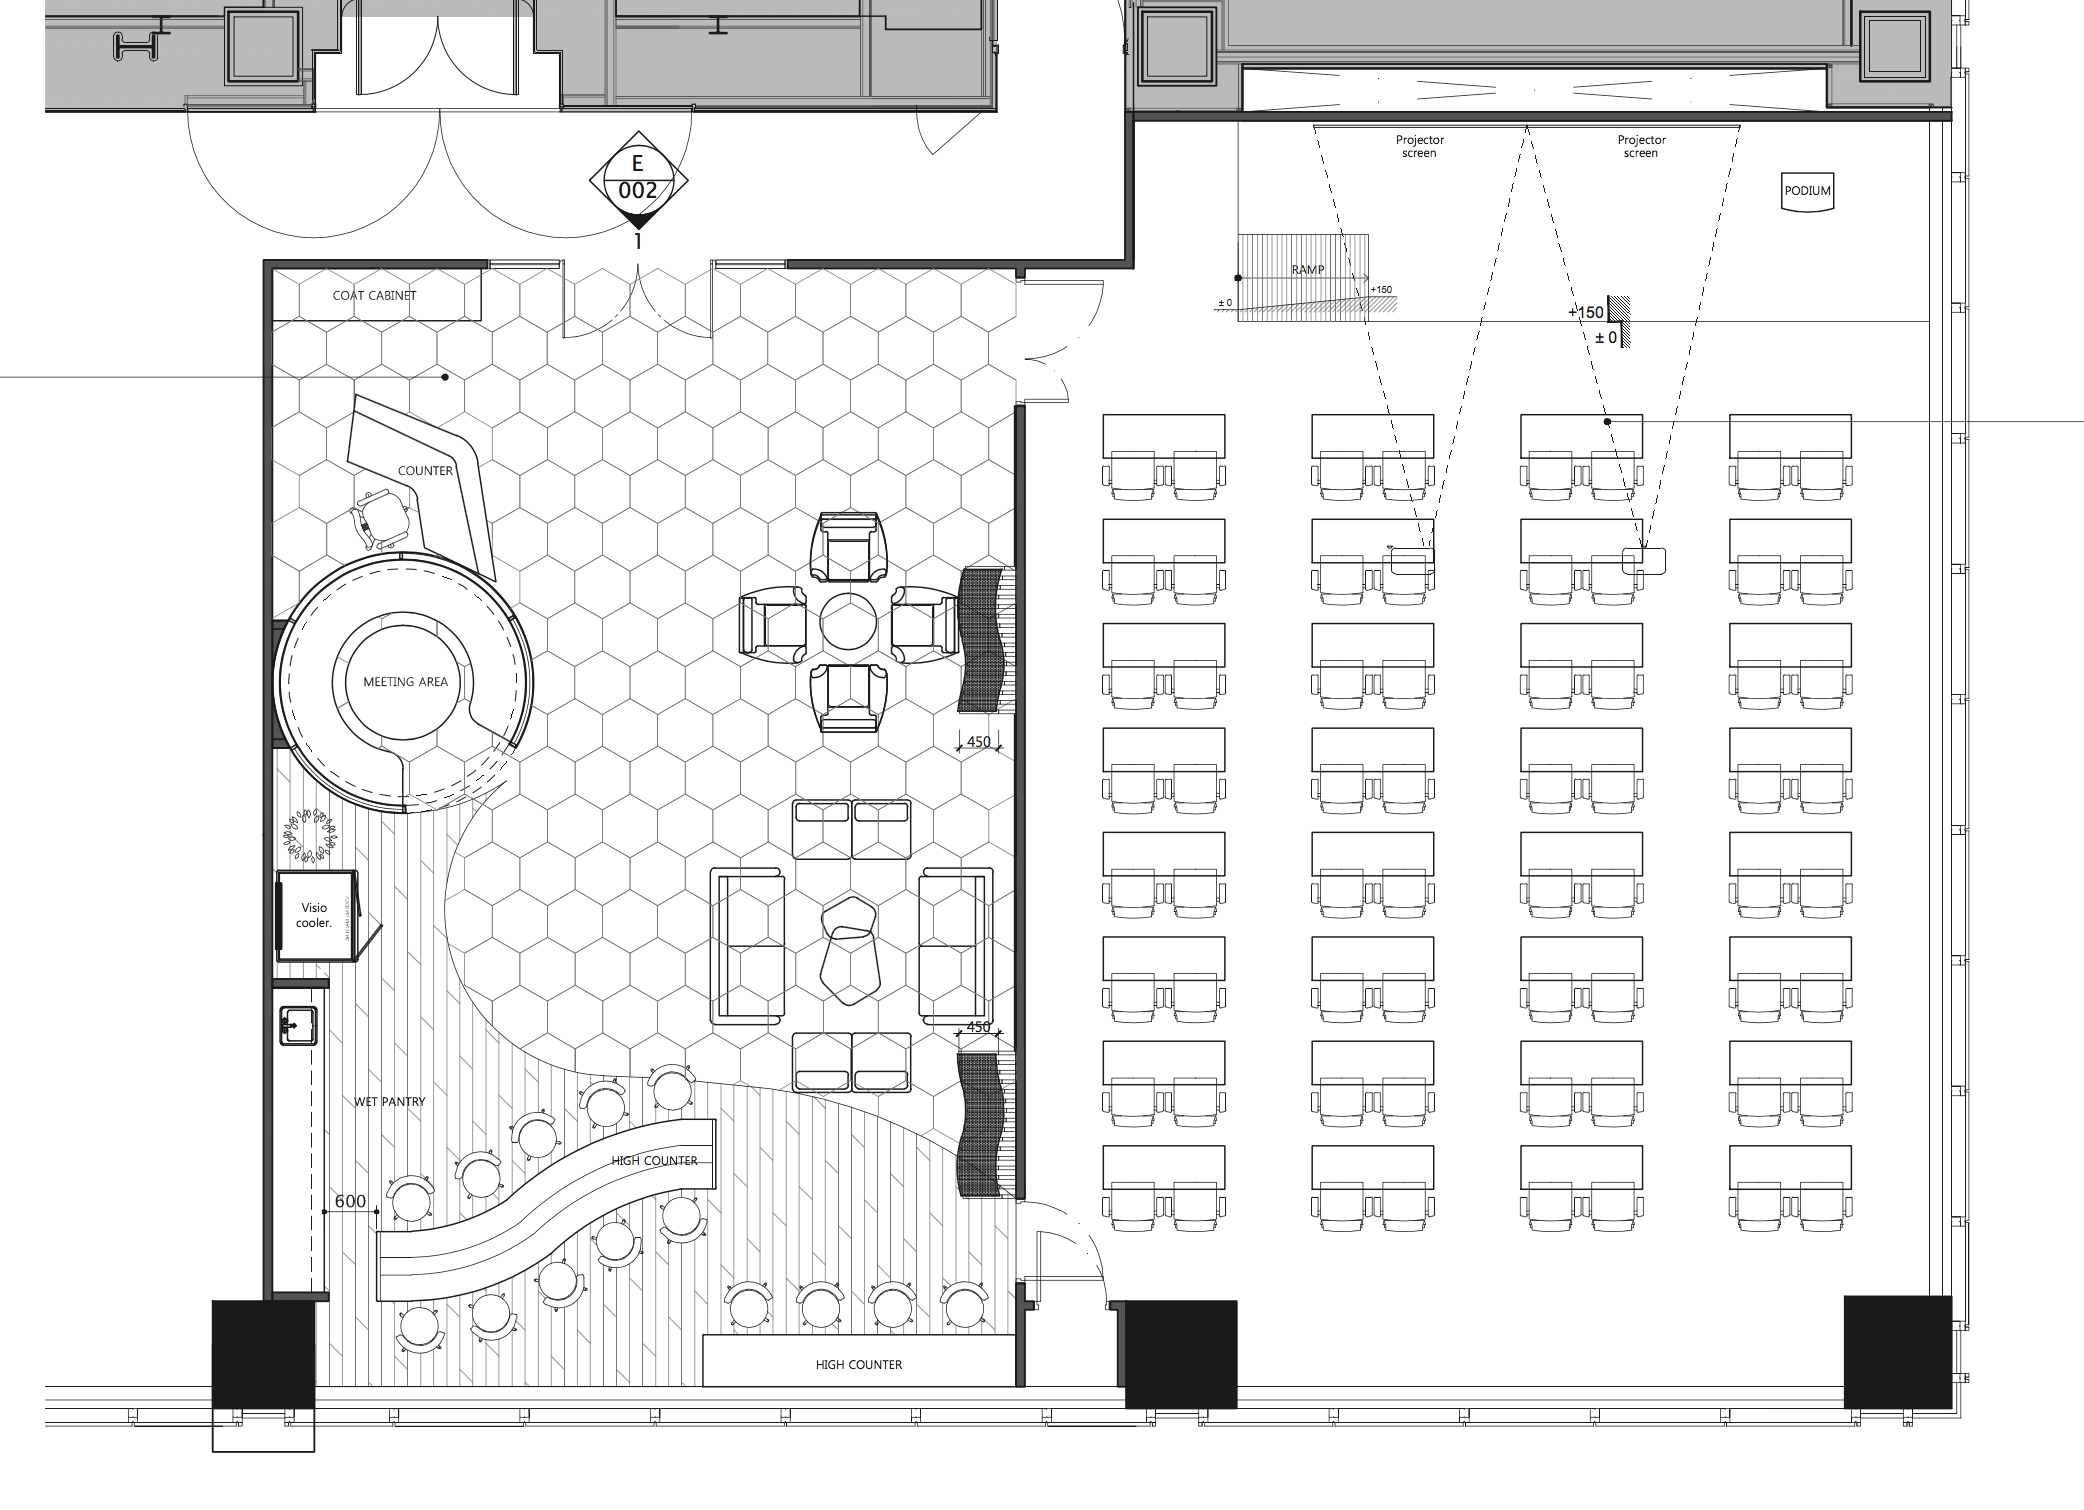 E
002
1
Projector
screen
Projector
screen
PODIUM
COAT CABINET
RAMP
+150
± 0
+150
± 0
COUNTER
MEETING AREA
450
Visio
cooler.
450
WET PANTRY
HIGH COUNTER
600
HIGH COUNTER